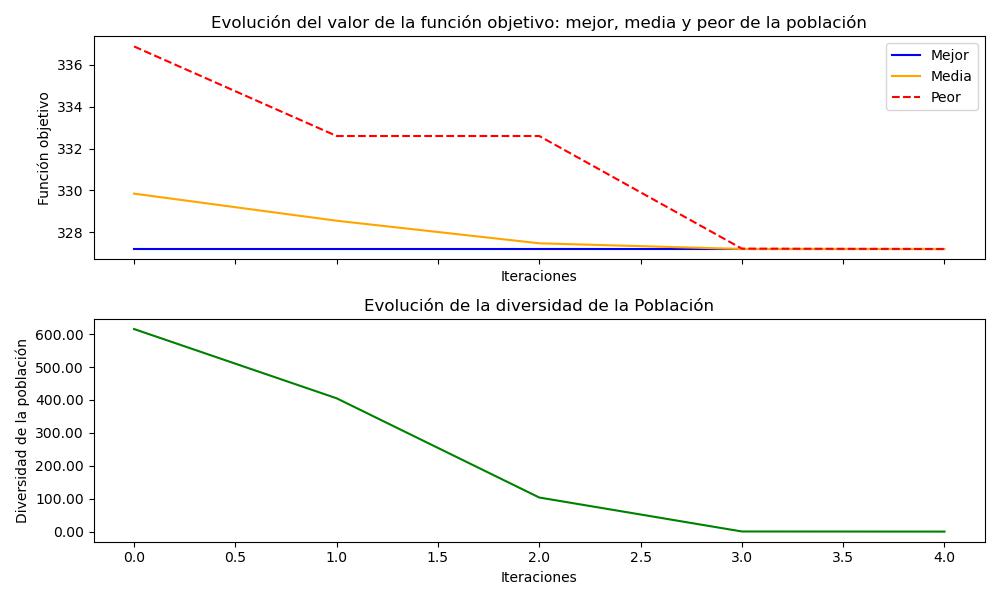 Evolución del valor de la función objetivo: mejor, media y peor de la población
Función objetivo
336
334
332
330
328
Mejor
Media
Peor
Iteraciones
Evolución de la diversidad de la Población
Diversidad de la población
600.00
500.00
400.00
300.00
200.00
100.00
0.00
0.0 0.5 1.0 1.5 2.0 2.5 3.0 3.5 4.0
Iteraciones